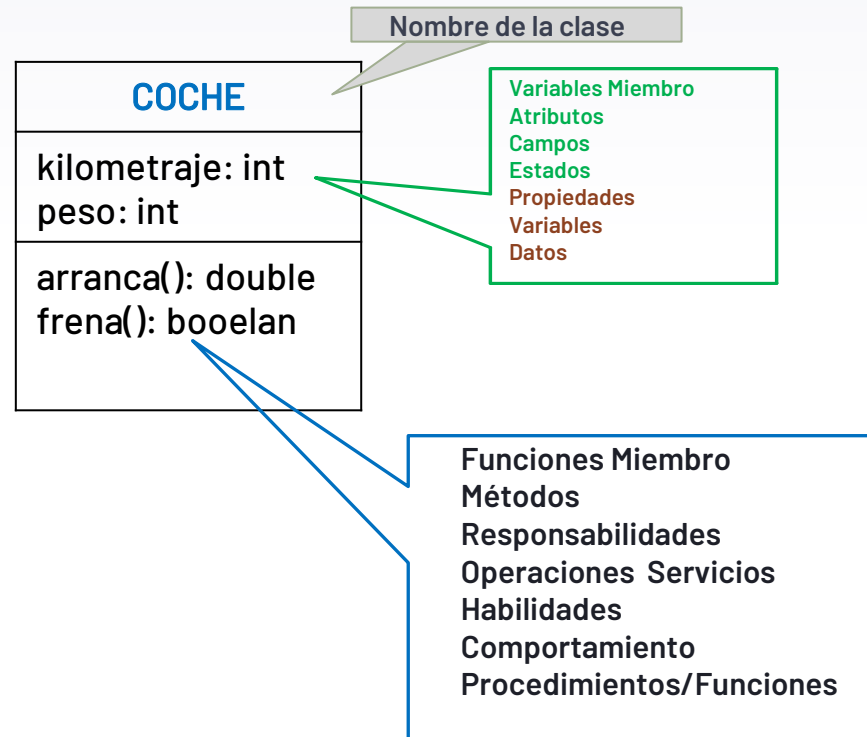 Nombre de la clase
COCHE
kilometraje: int
peso: int
arranca(): double
frena(): booelan
Variables Miembro
Atributos
Campos
Estados
Propiedades
Variables
Datos
Funciones Miembro
Métodos
Responsabilidades
Operaciones Servicios
Habilidades
Comportamiento
Procedimientos/Funciones